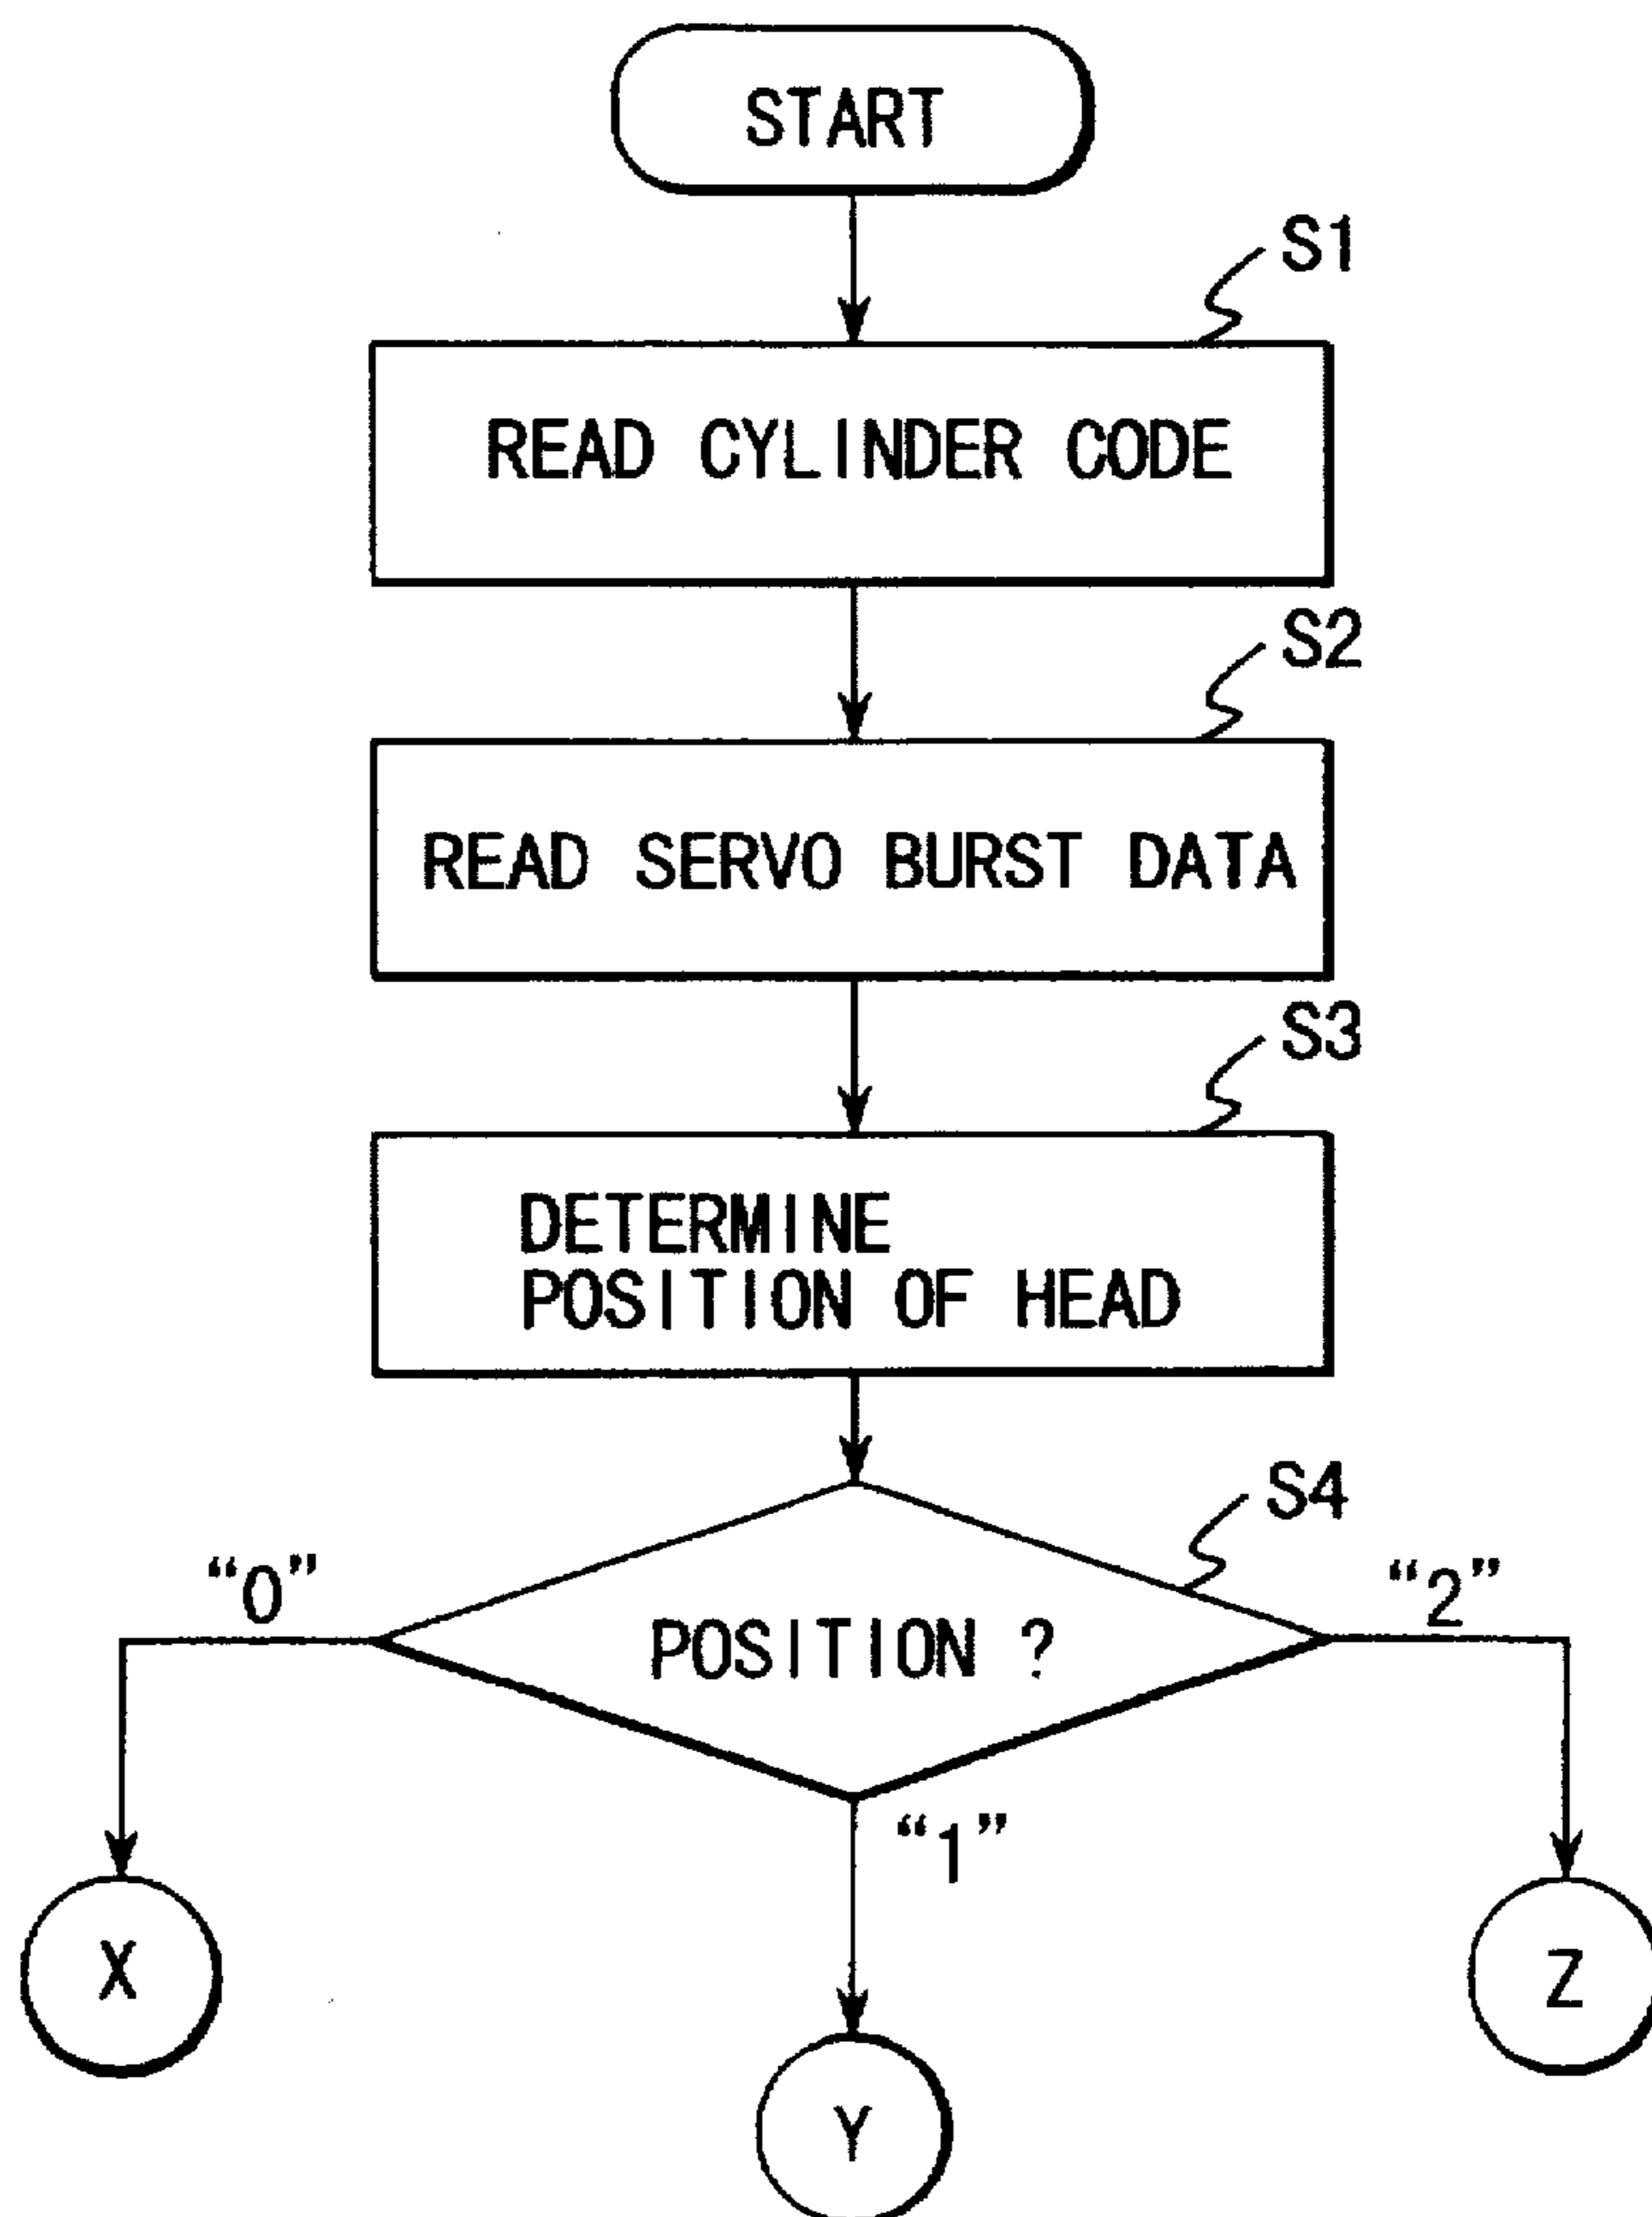 START
S1
READ CYLINDER CODE
S2
READ SERVO BURST DATA
S3
DETERMINE
POSITION OF HEAD
S4
“0”
“2”
POSITION ?
“1”
X
Z
Y